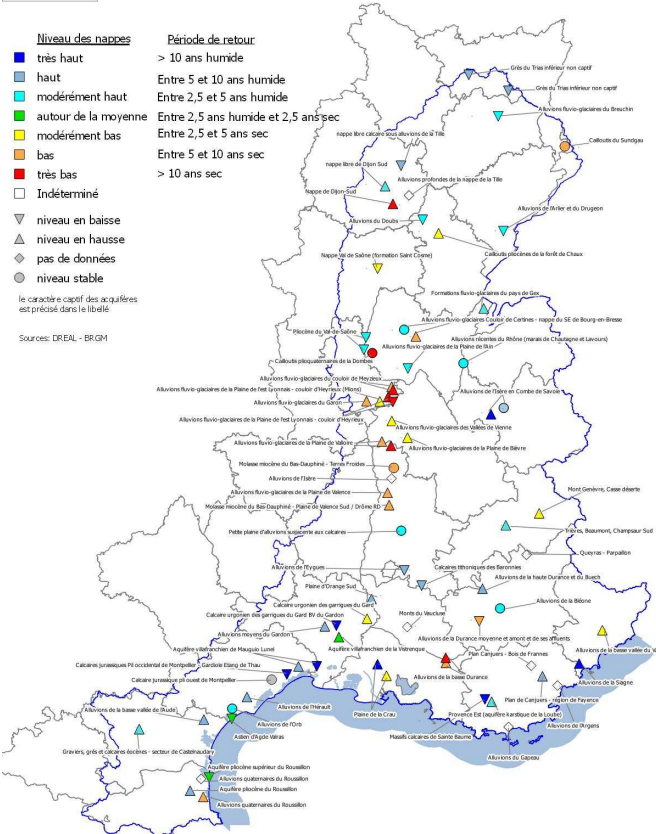 Niveau des nappes
Période de retour
très haut
> 10 ans humide
haut
Entre 5 et 10 ans humide
modérément haut
Entre 2,5 et 5 ans humide
autour de la moyenne
Entre 2,5 ans humide et 2,5 ans sec
modérément bas
Entre 2,5 et 5 ans sec
bas
Entre 5 et 10 ans sec
très bas
> 10 ans sec
Indéterminé
niveau en baisse
niveau en hausse
pas de données
niveau stable
le caractère captif des acquifères
est précisé dans le libellé
Sources: DREAL - BRGM
Grès du Trias inférieur non captif
Grès du Trias inférieur non captif
Alluvions fluvio-glaciaires du Breuchin
nappe libre calcaire sous alluvions de la Tille
Cailloutis du Sundgau
nappe libre de Dijon Sud
Alluvions profondes de la nappe de la Tille
Nappe de Dijon-Sud
Alluvions du Doubs
Alluvions de l'Arlier et du Drugeon
Nappe Val de Saône (formation Saint Cosme)
Cailloutis pliocènes de la forêt de Chaux
Formations fluvio-glaciaires du pays de Gex
Alluvions fluvio-glaciaires Couloir de Certines - nappe du SE de Bourg-en-Bresse
Pliocène du Val-de-Saône
Alluvions récentes du Rhône (marais de Chautagne et Lavours)
Alluvions fluvio-glaciaires de la Plaine de l'Ain
Cailloutis plioquaternaires de la Dombes
Alluvions fluvio-glaciaires du couloir de Meyzieux
Alluvions fluvio-glaciaires de la Plaine de l'est Lyonnais - couloir d'Heyrieux (Mions)
Alluvions de l'Isère en Combe de Savoie
Alluvions fluvio-glaciaires du Garon
Alluvions fluvio-glaciaires de la Plaine de l'est Lyonnais - couloir d'Heyrieux
Alluvions fluvio-glaciaires des Vallées de Vienne
Alluvions fluvio-glaciaires de la Plaine de Valloire
Alluvions fluvio-glaciaires de la Plaine de Bièvre
Molasse miocène du Bas-Dauphiné - Terres Froides
Alluvions de l'Isère
Alluvions fluvio-glaciaires de la Plaine de Valence
Mont Genèvre, Casse déserte
Molasse miocène du Bas-Dauphiné - Plaine de Valence Sud / Drôme RD
Petite plaine d'alluvions susjacente aux calcaires
Trièves, Beaumont, Champsaur Sud
Queyras - Parpaillon
Alluvions de l'Eygues
Calcaires tithoniques des Baronnies
Alluvions de la haute Durance et du Buech
Plaine d'Orange Sud
Calcaire urgonien des garrigues du Gard
Alluvions de la Bléone
Calcaire urgonien des garrigues du Gard BV du Gardon
Monts du Vaucluse
Alluvions moyens du Gardon
Alluvions de la Durance moyenne et amont et de ses affluents
Aquifère villafranchien de Mauguio Lunel
Aquifère villafranchien de la Vistrenque
Plan Canjuers - Bois de Frannes
Alluvions de la basse vallée du
Calcaires jurassiques Pli occidental de Montpellier - Gardiole Etang de Thau
Alluvions de la basse Durance
Calcaire jurassique pli ouest de Montpellier
Alluvions de la Siagne
Plan de Canjuers - région de Fayence
Alluvions de la basse vallée de l'Aude
Alluvions de l'Hérault
Plaine de la Crau
Provence Est (aquifère karstique de la Loube)
Alluvions de l'Orb
Alluvions de l'Argens
Astien d'Agde Valras
Massifs calcaires de Sainte Baume
Graviers, grès et calcaires éocènes - secteur de Castelnaudary
Alluvions du Gapeau
Aquifère pliocène supérieur du Roussillon
Alluvions quaternaires du Roussillon
Aquifère pliocène du Roussillon
Alluvions quaternaires du Roussillon